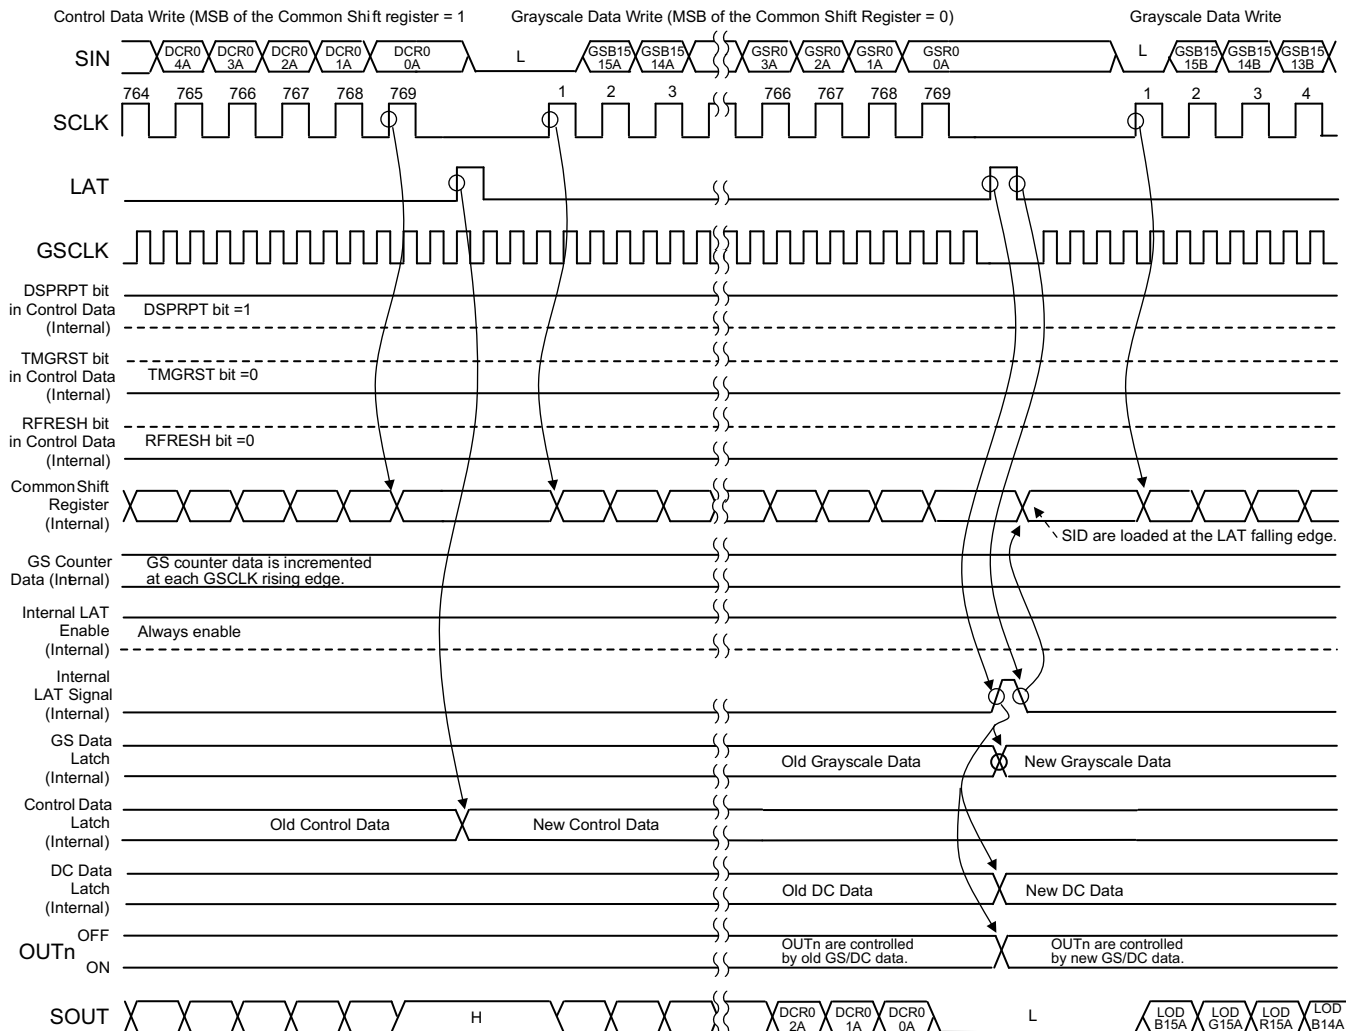 Control Data Write (MSB of the Common Shift register = 1
Grayscale Data Write (MSB of the Common Shift Register = 0)
Grayscale Data Write
SIN
DCR0 4A
DCR0 3A
DCR0 2A
DCR0 1A
DCR0 0A
L
GSB15 15A
GSB15 14A
GSR0 3A
GSR0 2A
GSR0 1A
GSR0 0A
L
GSB15 15B
GSB15 14B
GSB15 13B
SCLK
764 765 766 767 768 769 1 2 3 766 767 768 769 1 2 3 4
LAT
GSCLK
DSPRPT bit
in Control Data
(Internal)
DSPRPT bit =1
TMGRST bit
in Control Data
(Internal)
TMGRST bit =0
RFRESH bit
in Control Data
(Internal)
RFRESH bit =0
Common Shift
Register
(Internal)
SID are loaded at the LAT falling edge.
GS Counter
Data (Internal)
GS counter data is incremented
at each GSCLK rising edge.
Internal LAT
Enable
(Internal)
Always enable
Internal
LAT Signal
(Internal)
GS Data
Latch
(Internal)
Old Grayscale Data
New Grayscale Data
Control Data
Latch
(Internal)
Old Control Data
New Control Data
DC Data
Latch
(Internal)
Old DC Data
New DC Data
OUTn
OFF
ON
OUTn are controlled
by old GS/DC data.
OUTn are controlled
by new GS/DC data.
SOUT
H
DCR0 2A
DCR0 1A
DCR0 0A
L
LOD B15A
LOD G15A
LOD R15A
LOD B14A